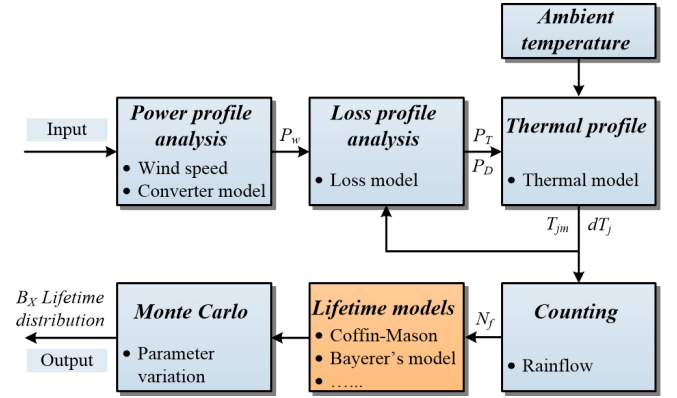 Ambient
temperature
Input
Power profile
analysis
• Wind speed
• Converter model
P_w
Loss profile
analysis
• Loss model
P_T
P_D
Thermal profile
• Thermal model
T_jm
dT_j
B_X Lifetime
distribution
Output
Monte Carlo
• Parameter
variation
Lifetime models
• Coffin-Mason
• Bayerer's model
• …...
N_f
Counting
• Rainflow